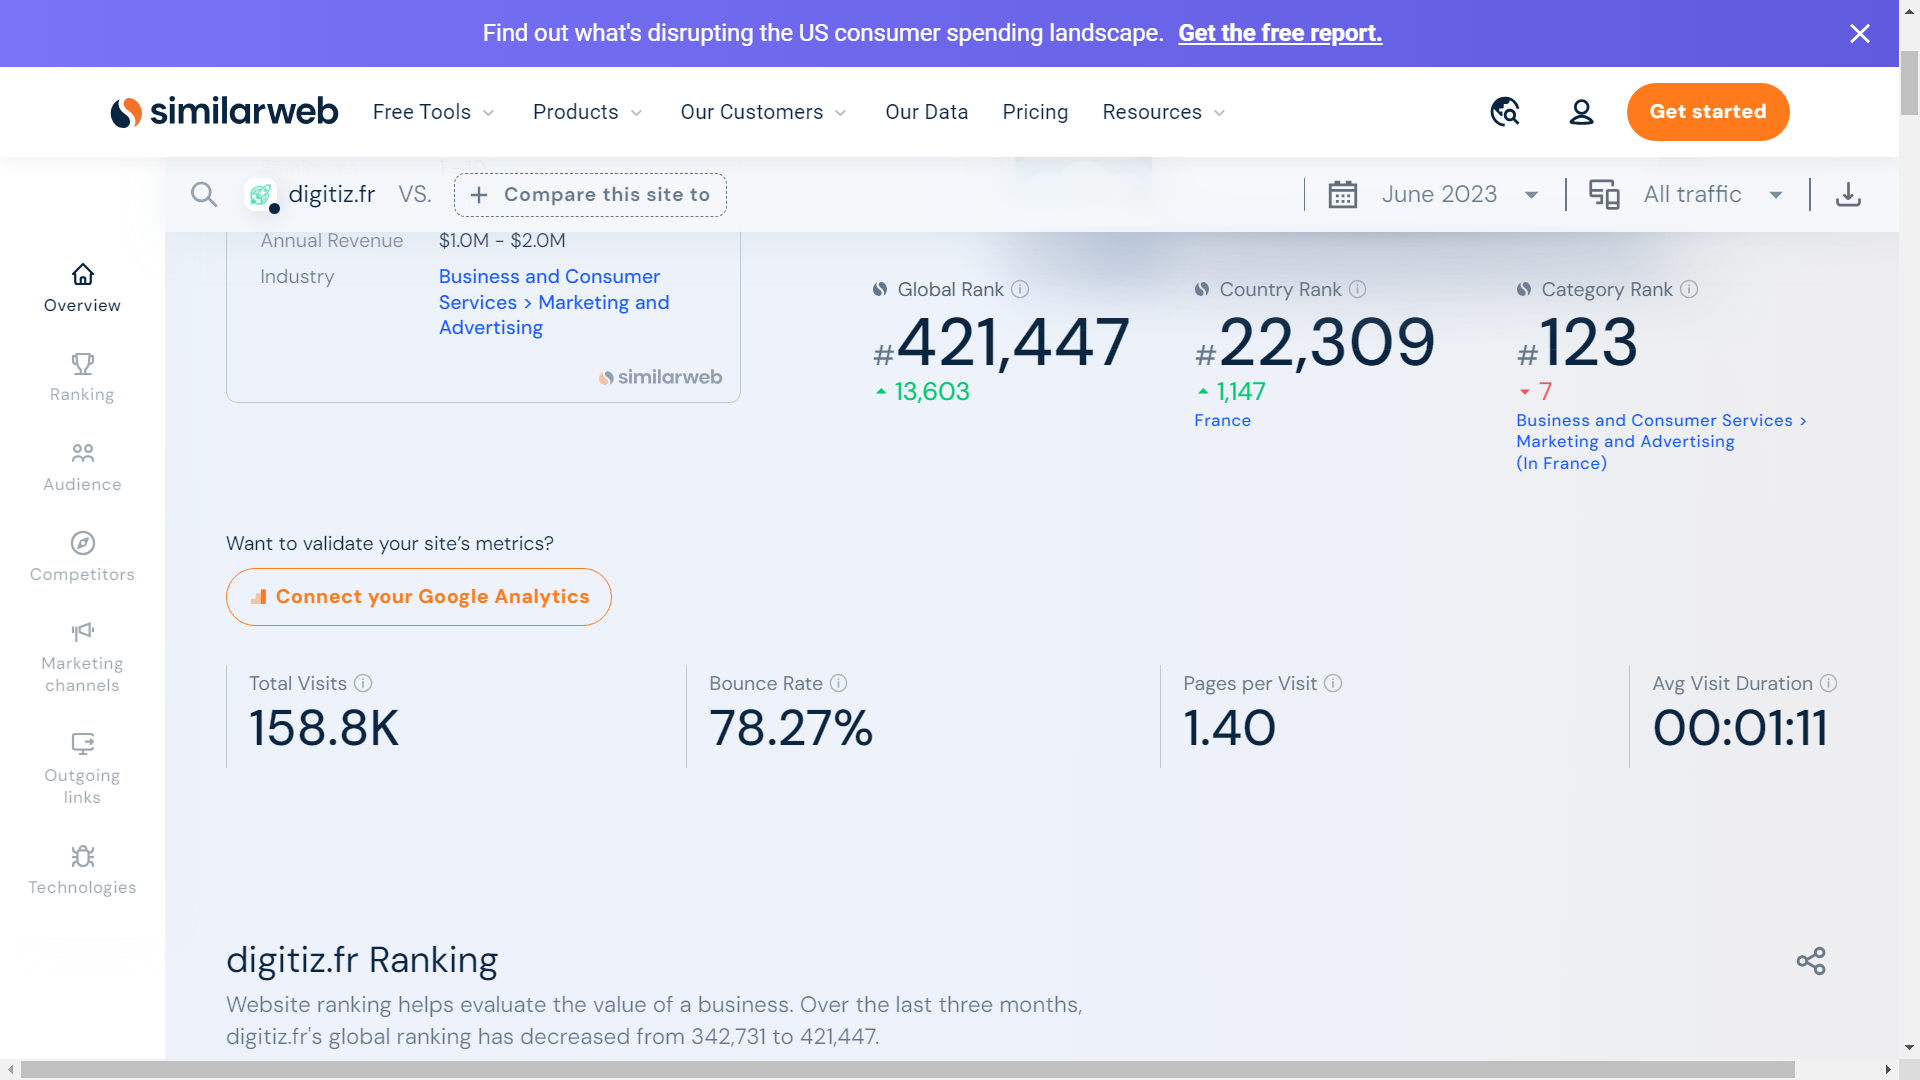 Find out what's disrupting the US consumer spending landscape. Get the free report.
similarweb
Free Tools
Products
Our Customers
Our Data
Pricing
Resources
Get started
digitiz.fr
VS.
+ Compare this site to
June 2023
All traffic
Annual Revenue
$1.0M - $2.0M
Industry
Business and Consumer
Services > Marketing and
Advertising
similarweb
Global Rank
#421,447
13,603
Country Rank
#22,309
1,147
France
Category Rank
#123
7
Business and Consumer Services >
Marketing and Advertising
(In France)
Overview
Ranking
Audience
Competitors
Marketing
channels
Outgoing
links
Technologies
Want to validate your site’s metrics?
Connect your Google Analytics
Total Visits
158.8K
Bounce Rate
78.27%
Pages per Visit
1.40
Avg Visit Duration
00:01:11
digitiz.fr Ranking
Website ranking helps evaluate the value of a business. Over the last three months,
digitiz.fr's global ranking has decreased from 342,731 to 421,447.